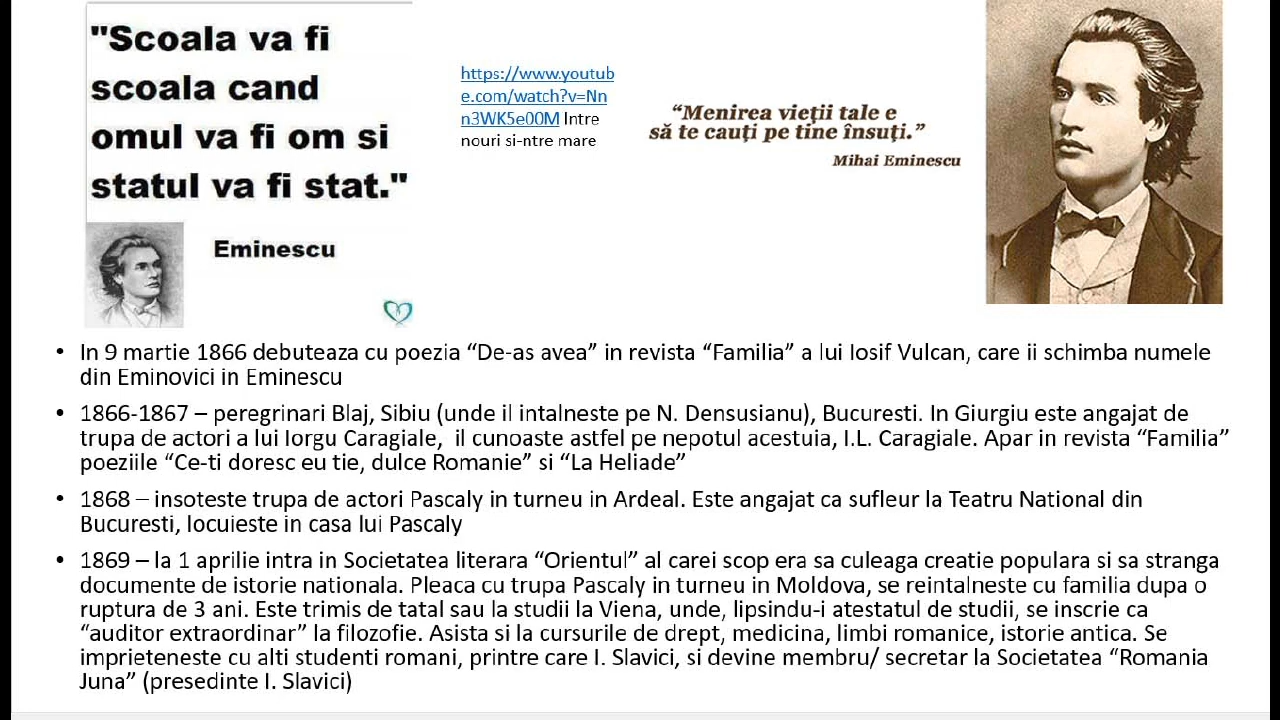 "Scoala va fi
scoala cand
omul va fi om si
statul va fi stat."
Eminescu
https://www.youtub
e.com/watch?v=Nn
n3WK5e00M Intre
nouri si-ntre mare
“Menirea vieții tale e
să te cauți pe tine însuți.”
Mihai Eminescu
• In 9 martie 1866 debuteaza cu poezia “De-as avea” in revista “Familia” a lui Iosif Vulcan, care ii schimba numele
din Eminovici in Eminescu
• 1866-1867 – peregrinari Blaj, Sibiu (unde il intalneste pe N. Densusianu), Bucuresti. In Giurgiu este angajat de
trupa de actori a lui Iorgu Caragiale,  il cunoaste astfel pe nepotul acestuia, I.L. Caragiale. Apar in revista “Familia”
poeziile “Ce-ti doresc eu tie, dulce Romanie” si “La Heliade”
• 1868 – insoteste trupa de actori Pascaly in turneu in Ardeal. Este angajat ca sufleur la Teatru National din
Bucuresti, locuieste in casa lui Pascaly
• 1869 – la 1 aprilie intra in Societatea literara “Orientul” al carei scop era sa culeaga creatie populara si sa stranga
documente de istorie nationala. Pleaca cu trupa Pascaly in turneu in Moldova, se reintalneste cu familia dupa o
ruptura de 3 ani. Este trimis de tatal sau la studii la Viena, unde, lipsindu-i atestatul de studii, se inscrie ca
“auditor extraordinar” la filozofie. Asista si la cursurile de drept, medicina, limbi romanice, istorie antica. Se
imprieteneste cu alti studenti romani, printre care I. Slavici, si devine membru/ secretar la Societatea “Romania
Juna” (presedinte I. Slavici)